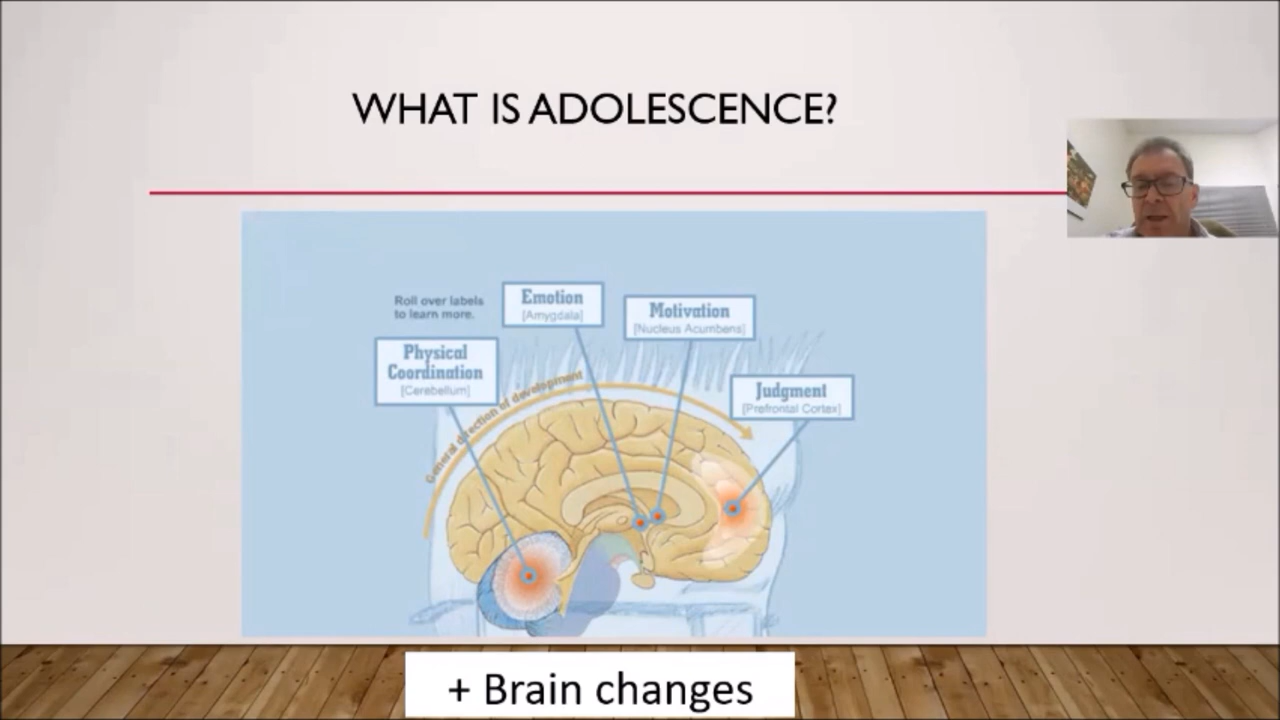 WHAT IS ADOLESCENCE?
Roll over labels
to learn more.
Emotion
[Amygdala]
Motivation
[Nucleus Acumbens]
Physical
Coordination
[Cerebellum]
Judgment
[Prefrontal Cortex]
General direction of development
+ Brain changes